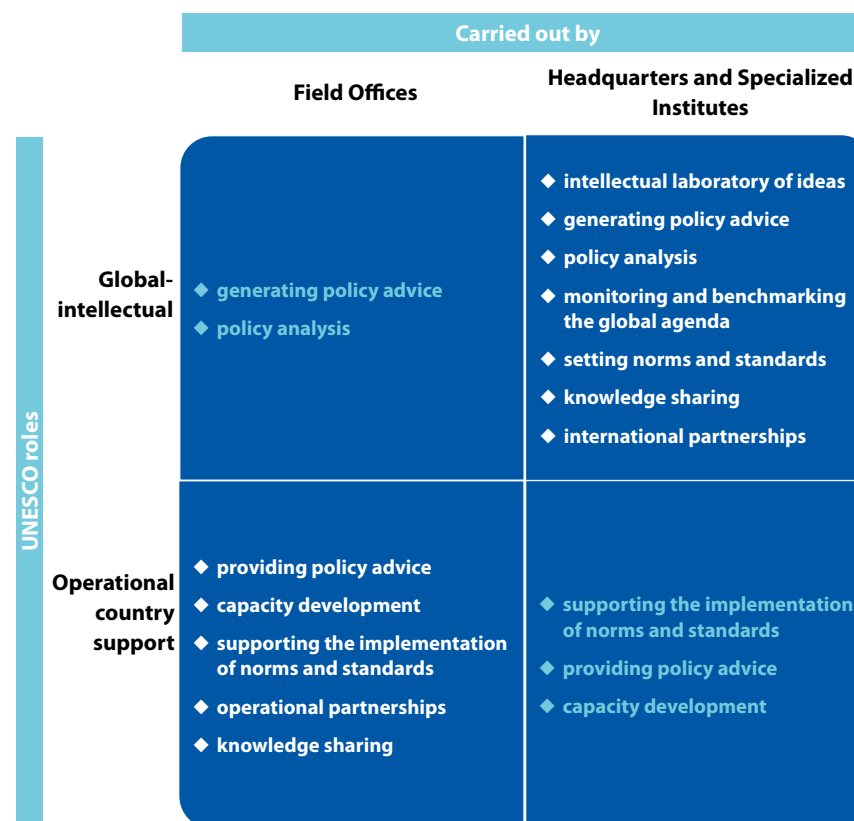 Carried out by
Field Offices
Headquarters and Specialized
Institutes
UNESCO roles
Global-
intellectual
◆ generating policy advice
◆ policy analysis
◆ intellectual laboratory of ideas
◆ generating policy advice
◆ policy analysis
◆ monitoring and benchmarking
the global agenda
◆ setting norms and standards
◆ knowledge sharing
◆ international partnerships
Operational
country
support
◆ providing policy advice
◆ capacity development
◆ supporting the implementation
of norms and standards
◆ operational partnerships
◆ knowledge sharing
◆ supporting the implementation
of norms and standards
◆ providing policy advice
◆ capacity development